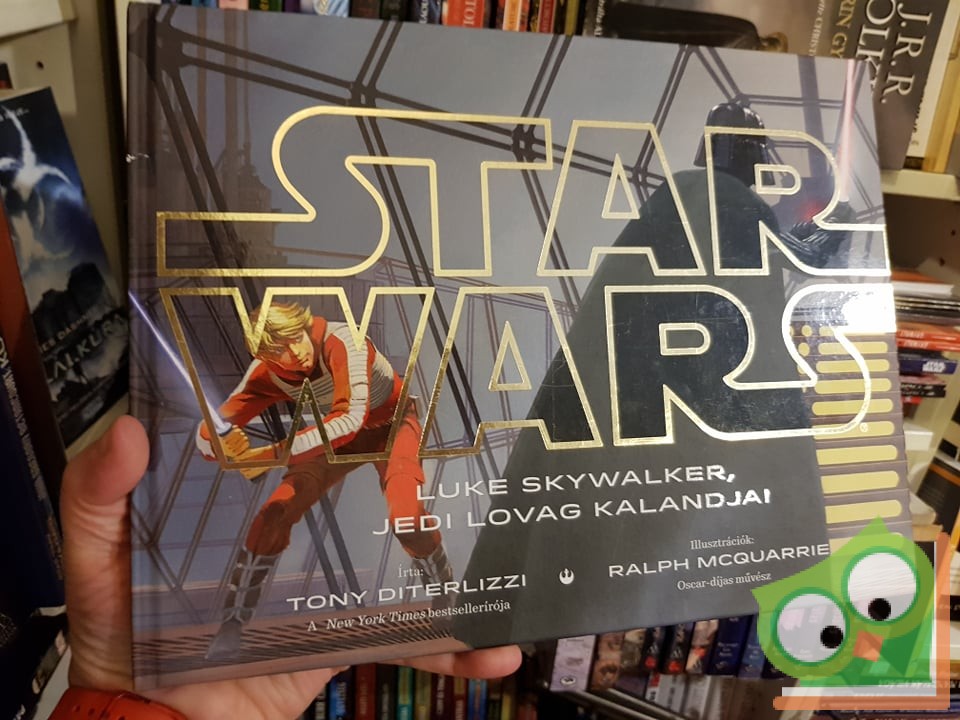 STAR
WARS
LUKE SKYWALKER,
JEDI LOVAG KALANDJAI
Írta:
TONY DITERLIZZI
A New York Times bestsellerírója
Illusztrációk:
RALPH MCQUARRIE
Oscar-díjas művész
J.R.R.